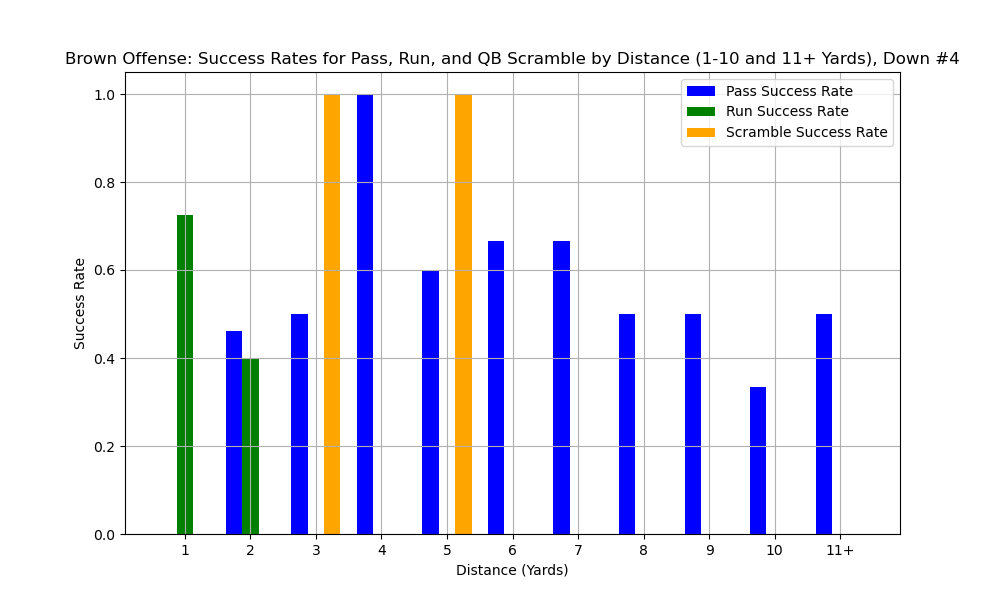 Brown Offense: Success Rates for Pass, Run, and QB Scramble by Distance (1-10 and 11+ Yards), Down #4
Pass Success Rate
Run Success Rate
Scramble Success Rate
Success Rate
1.0
0.8
0.6
0.4
0.2
0.0
1 2 3 4 5 6 7 8 9 10 11+
Distance (Yards)